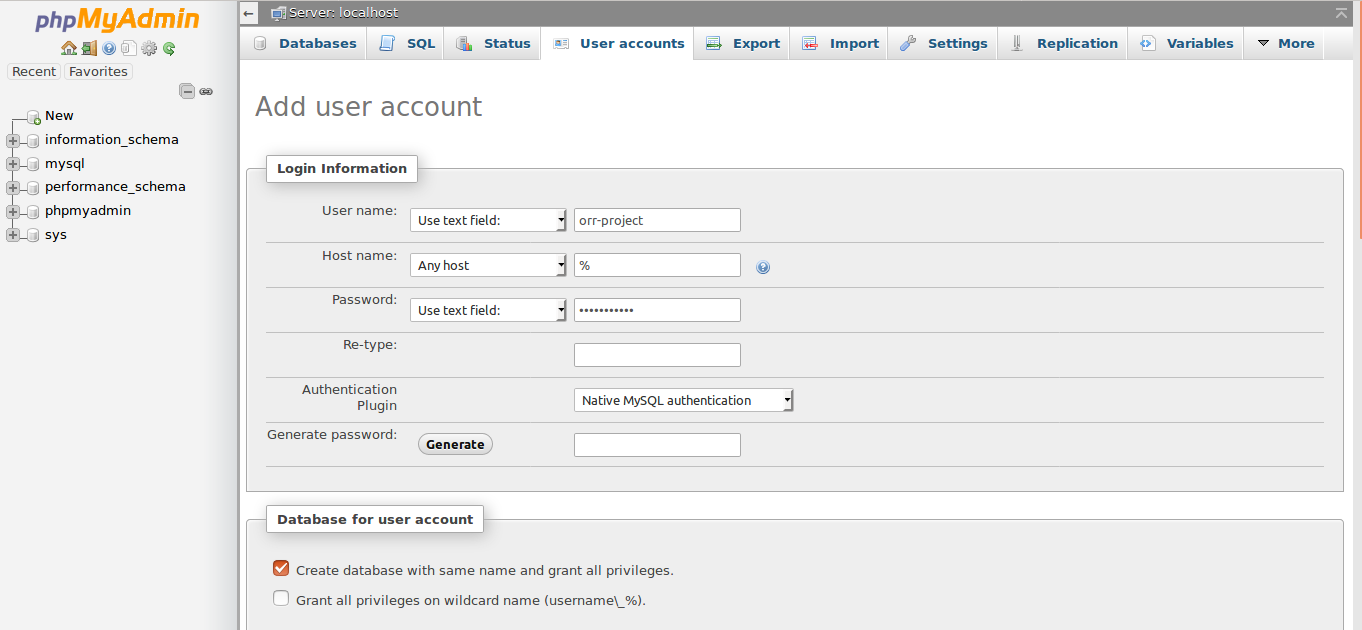 phpMyAdmin
Recent Favorites
New
information_schema
mysql
performance_schema
phpmyadmin
sys
Server: localhost
Databases SQL Status User accounts Export Import Settings Replication Variables More
Add user account
Login Information
User name: Use text field: orr-project
Host name: Any host %
Password: Use text field: •••••••••••
Re-type:
Authentication
Plugin
Native MySQL authentication
Generate password: Generate
Database for user account
Create database with same name and grant all privileges.
Grant all privileges on wildcard name (username\_%).